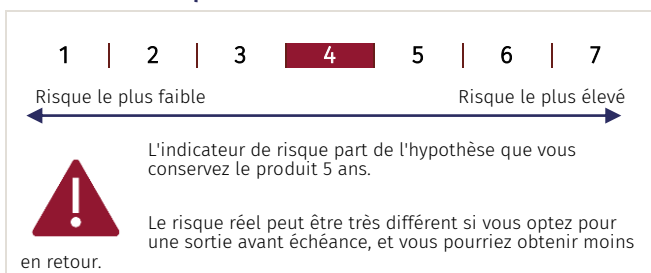 1 2 3 4 5 6 7
Risque le plus faible Risque le plus élevé
L'indicateur de risque part de l'hypothèse que vous
conservez le produit 5 ans.
Le risque réel peut être très différent si vous optez pour
une sortie avant échéance, et vous pourriez obtenir moins
en retour.